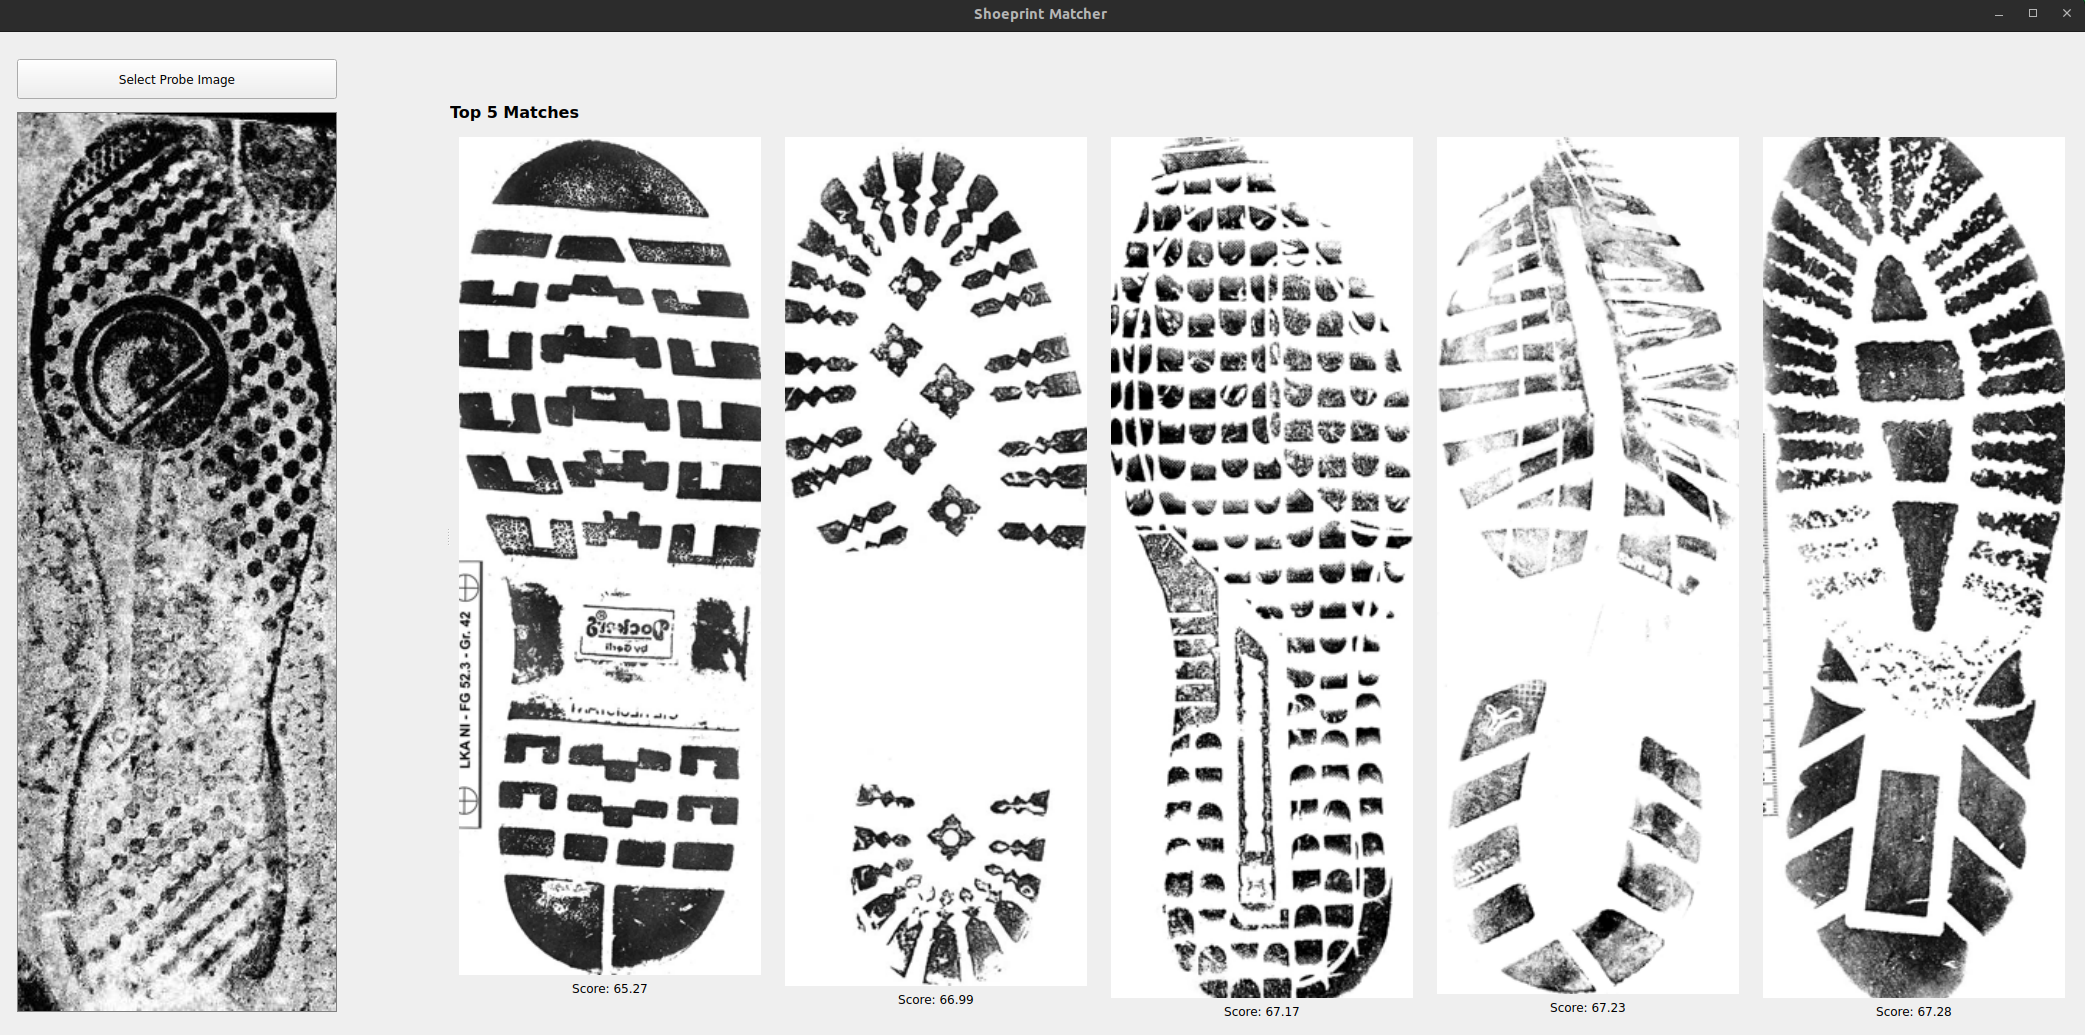 Shoeprint Matcher
Select Probe Image
Top 5 Matches
LKA NI - FG 52.3 - Gr. 42
Dockers
by Gerli
Score: 65.27
Score: 66.99
Score: 67.17
Score: 67.23
Score: 67.28